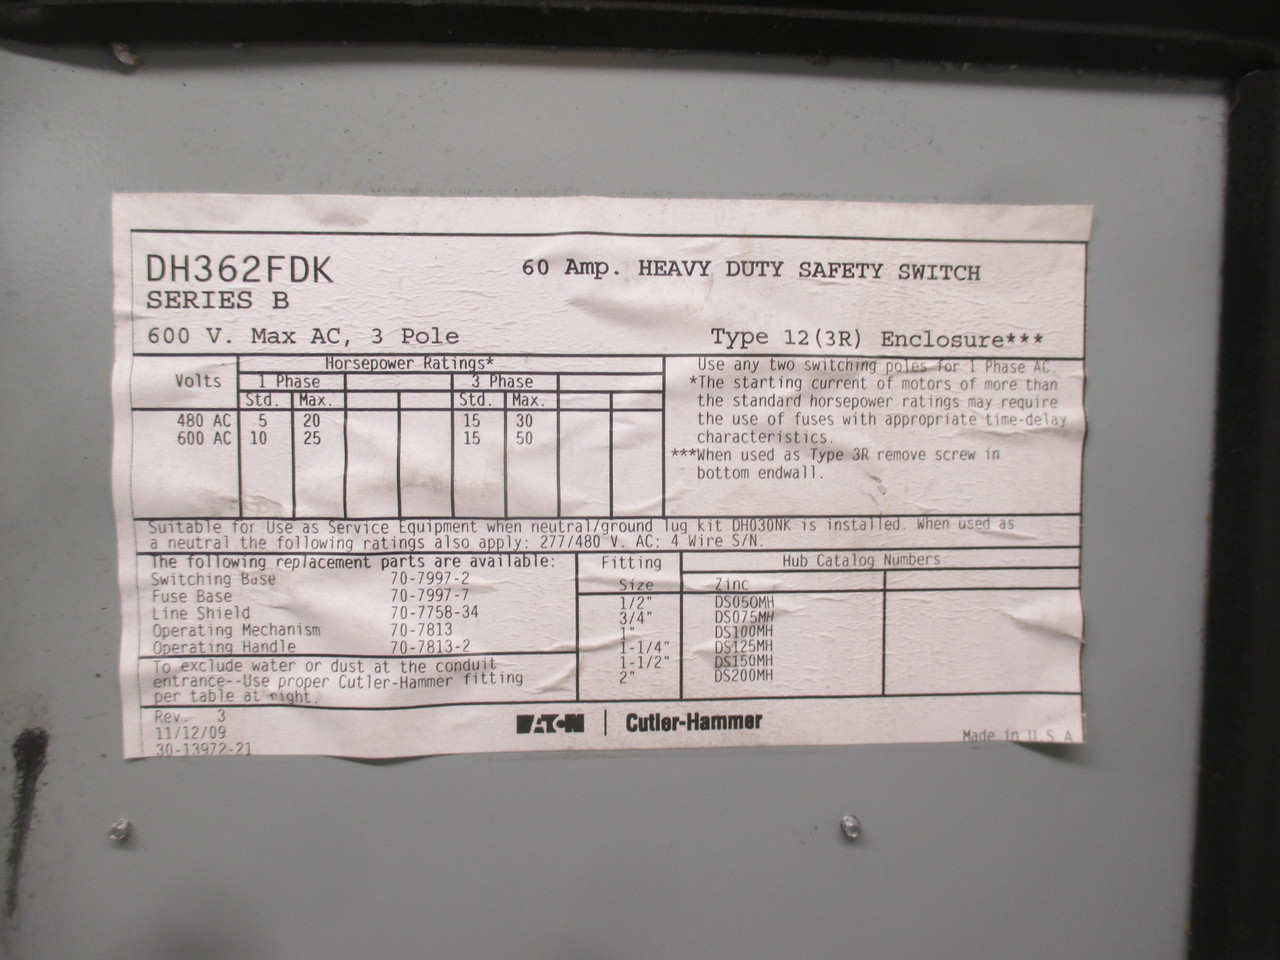 DH362FDK 60 Amp. HEAVY DUTY SAFETY SWITCH
SERIES B
600 V. Max AC, 3 Pole Type 12(3R) Enclosure***
Horsepower Ratings*
Volts 1 Phase 3 Phase
Std. Max. Std. Max.
480 AC 5 20 15 30
600 AC 10 25 15 50
Use any two switching poles for 1 Phase AC.
*The starting current of motors of more than
the standard horsepower ratings may require
the use of fuses with appropriate time-delay
characteristics.
***When used as Type 3R remove screw in
bottom endwall.
Suitable for Use as Service Equipment when neutral/ground lug kit DH030NK is installed. When used as
a neutral the following ratings also apply: 277/480 V. AC: 4 Wire S/N.
The following replacement parts are available:
Switching Base 70-7997-2
Fuse Base 70-7997-7
Line Shield 70-7758-34
Operating Mechanism 70-7813
Operating Handle 70-7813-2
To exclude water or dust at the conduit
entrance--Use proper Cutler-Hammer fitting
per table at right.
Fitting Hub Catalog Numbers
Size Zinc
1/2" DS050MH
3/4" DS075MH
1" DS100MH
1-1/4" DS125MH
1-1/2" DS150MH
2" DS200MH
Rev. 3
11/12/09
30-13972-21
EATON | Cutler-Hammer
Made in U S A